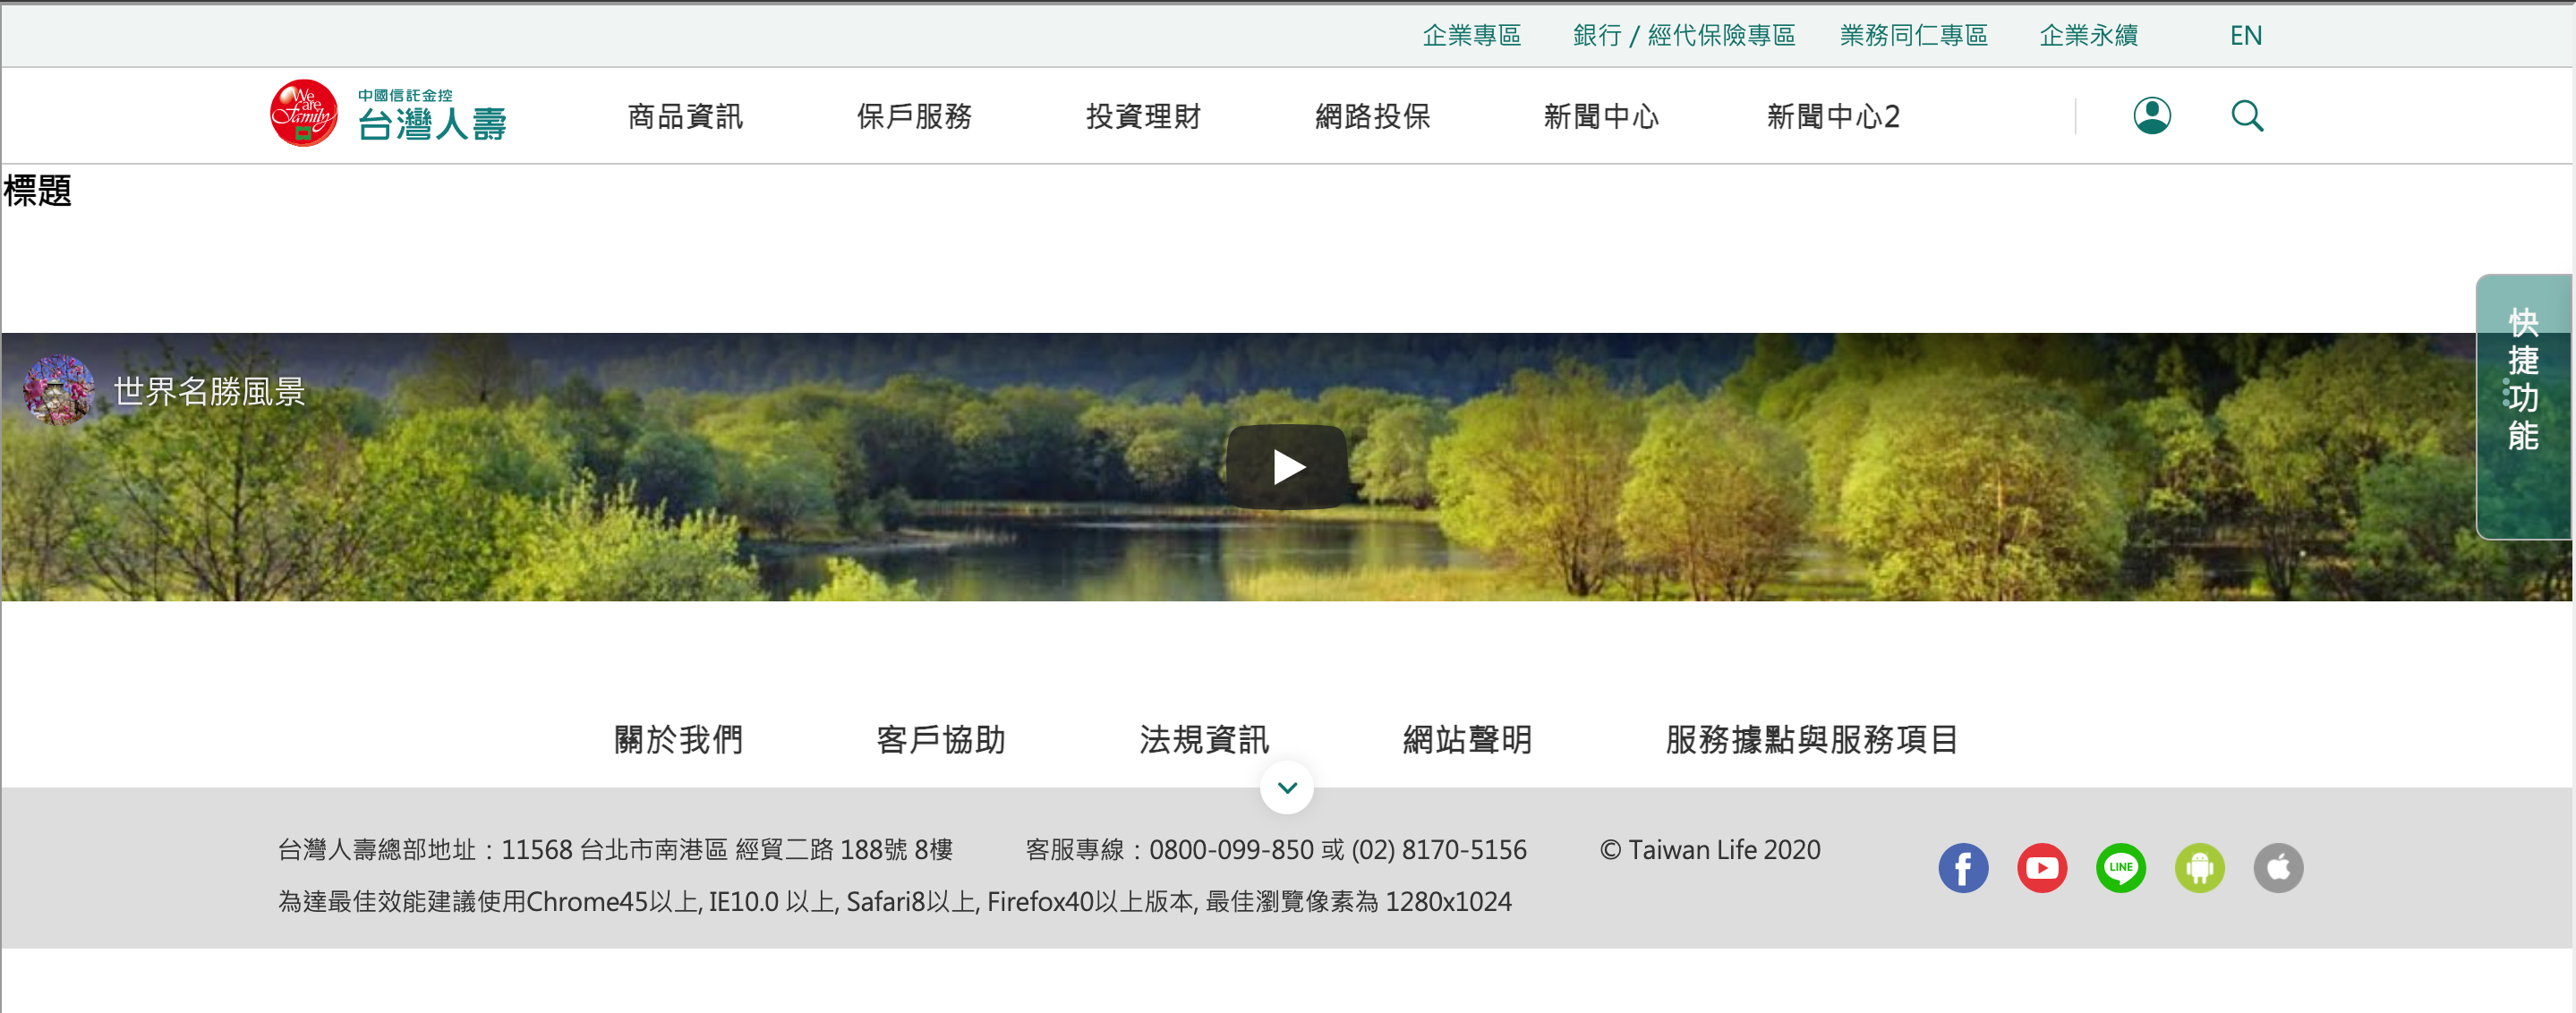 企業專區 銀行 / 經代保險專區 業務同仁專區 企業永續 EN
We are Family 中國信託金控 台灣人壽 商品資訊 保戶服務 投資理財 網路投保 新聞中心 新聞中心2
標題
快捷功能
世界名勝風景
關於我們 客戶協助 法規資訊 網站聲明 服務據點與服務項目
台灣人壽總部地址：11568 台北市南港區 經貿二路 188號 8樓 客服專線：0800-099-850 或 (02) 8170-5156 © Taiwan Life 2020
LINE
為達最佳效能建議使用Chrome45以上, IE10.0 以上, Safari8以上, Firefox40以上版本, 最佳瀏覽像素為 1280x1024